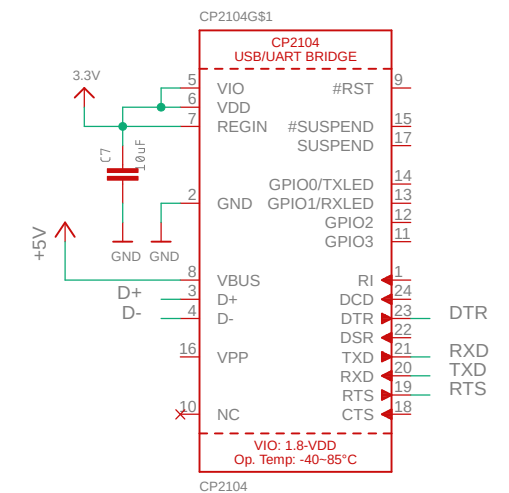 CP2104G$1
CP2104
USB/UART BRIDGE
3.3V
5 VIO #RST 9
6 VDD
7 REGIN #SUSPEND 15
SUSPEND 17
C7
10uF
GPIO0/TXLED 14
2 GND GPIO1/RXLED 13
GPIO2 12
GPIO3 11
+5V
GND GND
8 VBUS RI 1
D+ 3 D+ DCD 24
D- 4 D- DTR 23 DTR
DSR 22
16 VPP TXD 21 RXD
RXD 20 TXD
RTS 19 RTS
10 NC CTS 18
VIO: 1.8-VDD
Op. Temp: -40~85°C
CP2104